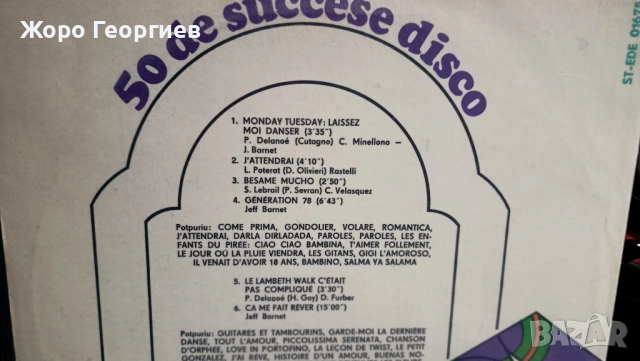 Жоро Георгиев
50 de succese disco
ST-EDE
1. MONDAY TUESDAY: LAISSEZ
MOI DANSER (3'35")
P. Delanoé (Cutagno) C. Minellono —
J. Barnet
2. J'ATTENDRAI (4'10")
L. Poterat (D. Olivieri) Rastelli
3. BESAME MUCHO (2'50")
S. Lebrail (P. Sevran) C. Velasquez
4. GÉNÉRATION 78 (6'43")
Jeff Barnet
Potpuriu: COME PRIMA, GONDOLIER, VOLARE, ROMANTICA,
J'ATTENDRAI, DARLA DIRLADADA, PAROLES, PAROLES, LES EN-
FANTS DU PIRÉE: CIAO CIAO BAMBINA, T'AIMER FOLLEMENT,
LE JOUR OÙ LA PLUIE VIENDRA, LES GITANS, GIGI L'AMOROSO,
IL VENAIT D'AVOIR 18 ANS, BAMBINO, SALMA YA SALAMA
5. LE LAMBETH WALK C'ÉTAIT
PAS COMPLIQUÉ (3'30")
P. Delanoé (H. Gay) D. Furber
6. CA ME FAIT RÊVER (15'00")
Jeff Barnet
Potpuriu: GUITARES ET TAMBOURINS, GARDE-MOI LA DERNIÈRE
DANSE, TOUT L'AMOUR, PICCOLISSIMA SERENATA, CHANSON
D'ORPHÉE, LOVE IN PORTOFINO, LA LEÇON DE TWIST, LE PETIT
GONZALEZ, J'AI RÊVÉ, HISTOIRE D'UN AMOUR, BUENAS NO-
bazar